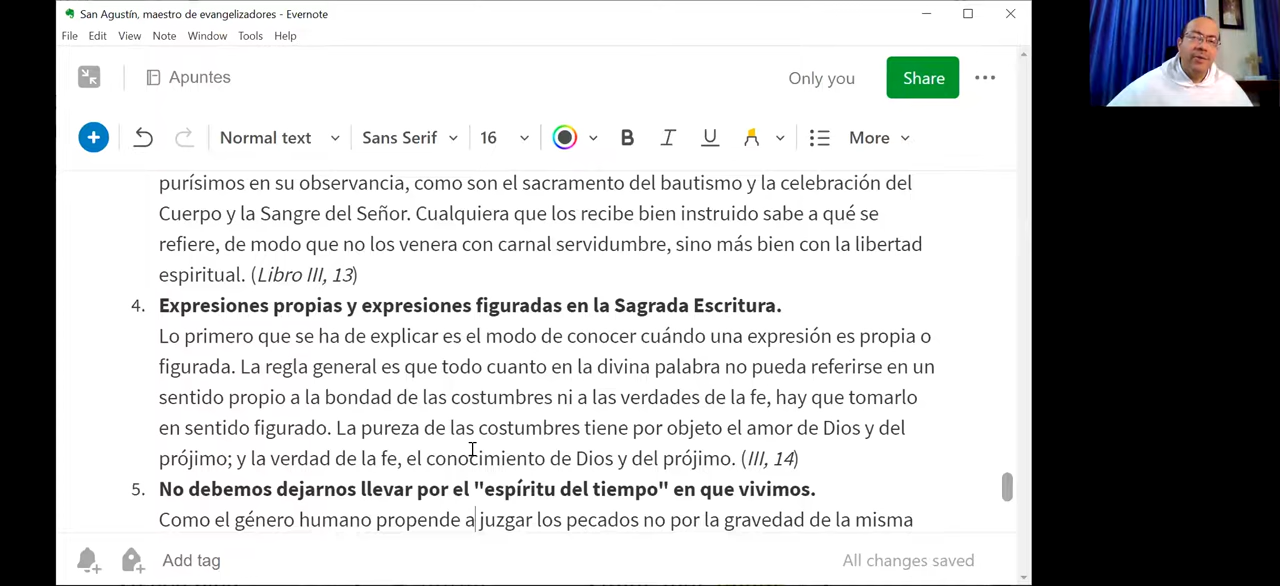 San Agustín, maestro de evangelizadores - Evernote
File Edit View Note Window Tools Help
Apuntes
Only you
Share
Normal text
Sans Serif
16
B I U
More
purísimos en su observancia, como son el sacramento del bautismo y la celebración del
Cuerpo y la Sangre del Señor. Cualquiera que los recibe bien instruido sabe a qué se
refiere, de modo que no los venera con carnal servidumbre, sino más bien con la libertad
espiritual. (Libro III, 13)
4. Expresiones propias y expresiones figuradas en la Sagrada Escritura.
Lo primero que se ha de explicar es el modo de conocer cuándo una expresión es propia o
figurada. La regla general es que todo cuanto en la divina palabra no pueda referirse en un
sentido propio a la bondad de las costumbres ni a las verdades de la fe, hay que tomarlo
en sentido figurado. La pureza de las costumbres tiene por objeto el amor de Dios y del
prójimo; y la verdad de la fe, el conocimiento de Dios y del prójimo. (III, 14)
5. No debemos dejarnos llevar por el "espíritu del tiempo" en que vivimos.
Como el género humano propende a juzgar los pecados no por la gravedad de la misma
Add tag
All changes saved